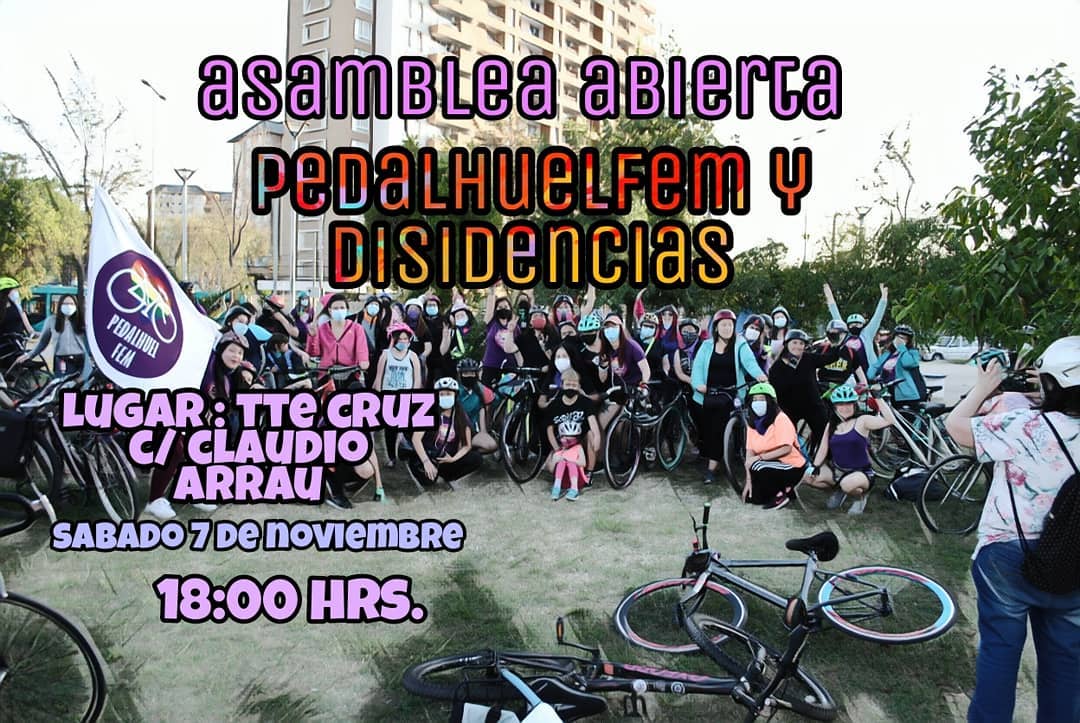 asamblea abierta
Pedalhuelfem y
Disidencias
PEDALHUEL
FEM
Lugar : Tte Cruz
c/ Claudio
Arrau
Sabado 7 de noviembre
18:00 Hrs.